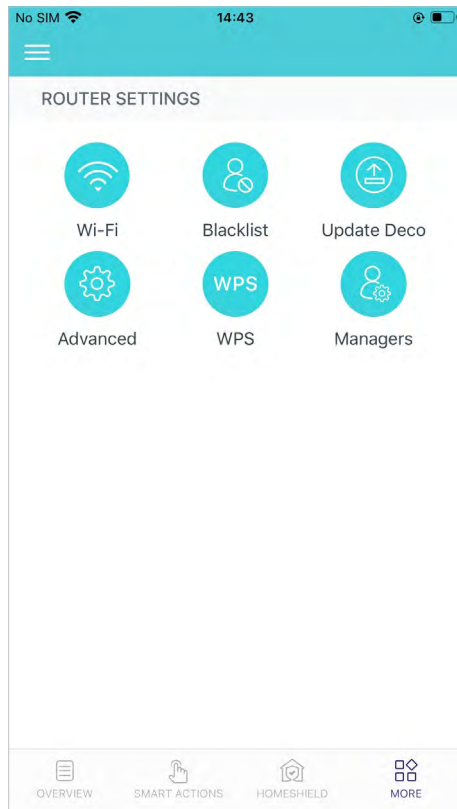 No SIM 14:43
ROUTER SETTINGS
Wi-Fi Blacklist Update Deco
WPS
Advanced WPS Managers
OVERVIEW SMART ACTIONS HOMESHIELD MORE